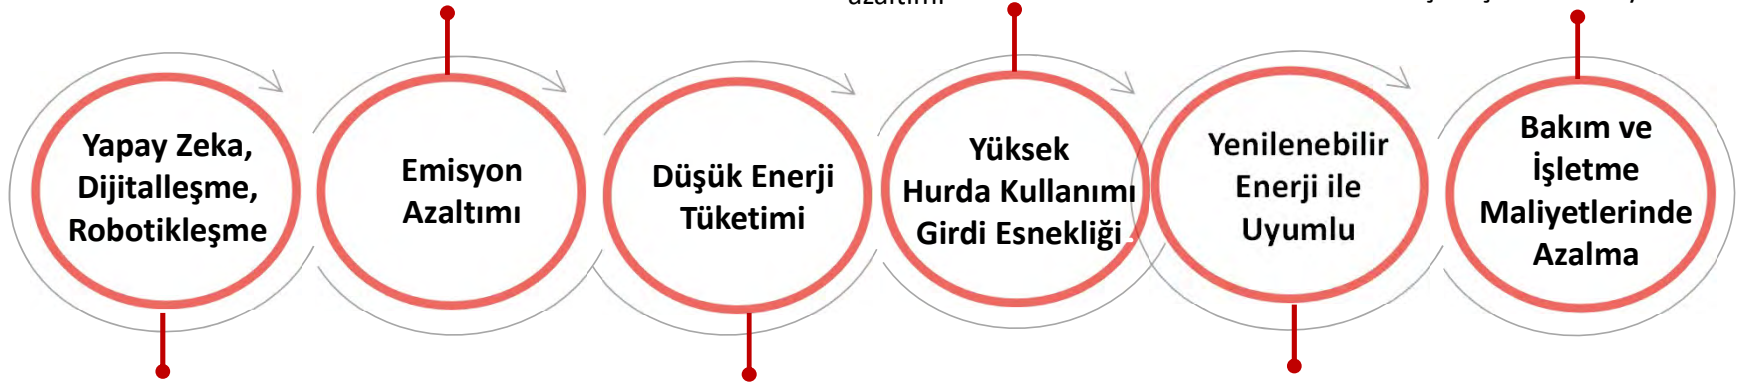 azaltımı
Yapay Zeka,
Dijitalleşme,
Robotikleşme
Emisyon
Azaltımı
Düşük Enerji
Tüketimi
Yüksek
Hurda Kullanımı
Girdi Esnekliği
Yenilenebilir
Enerji ile
Uyumlu
Bakım ve
İşletme
Maliyetlerinde
Azalma